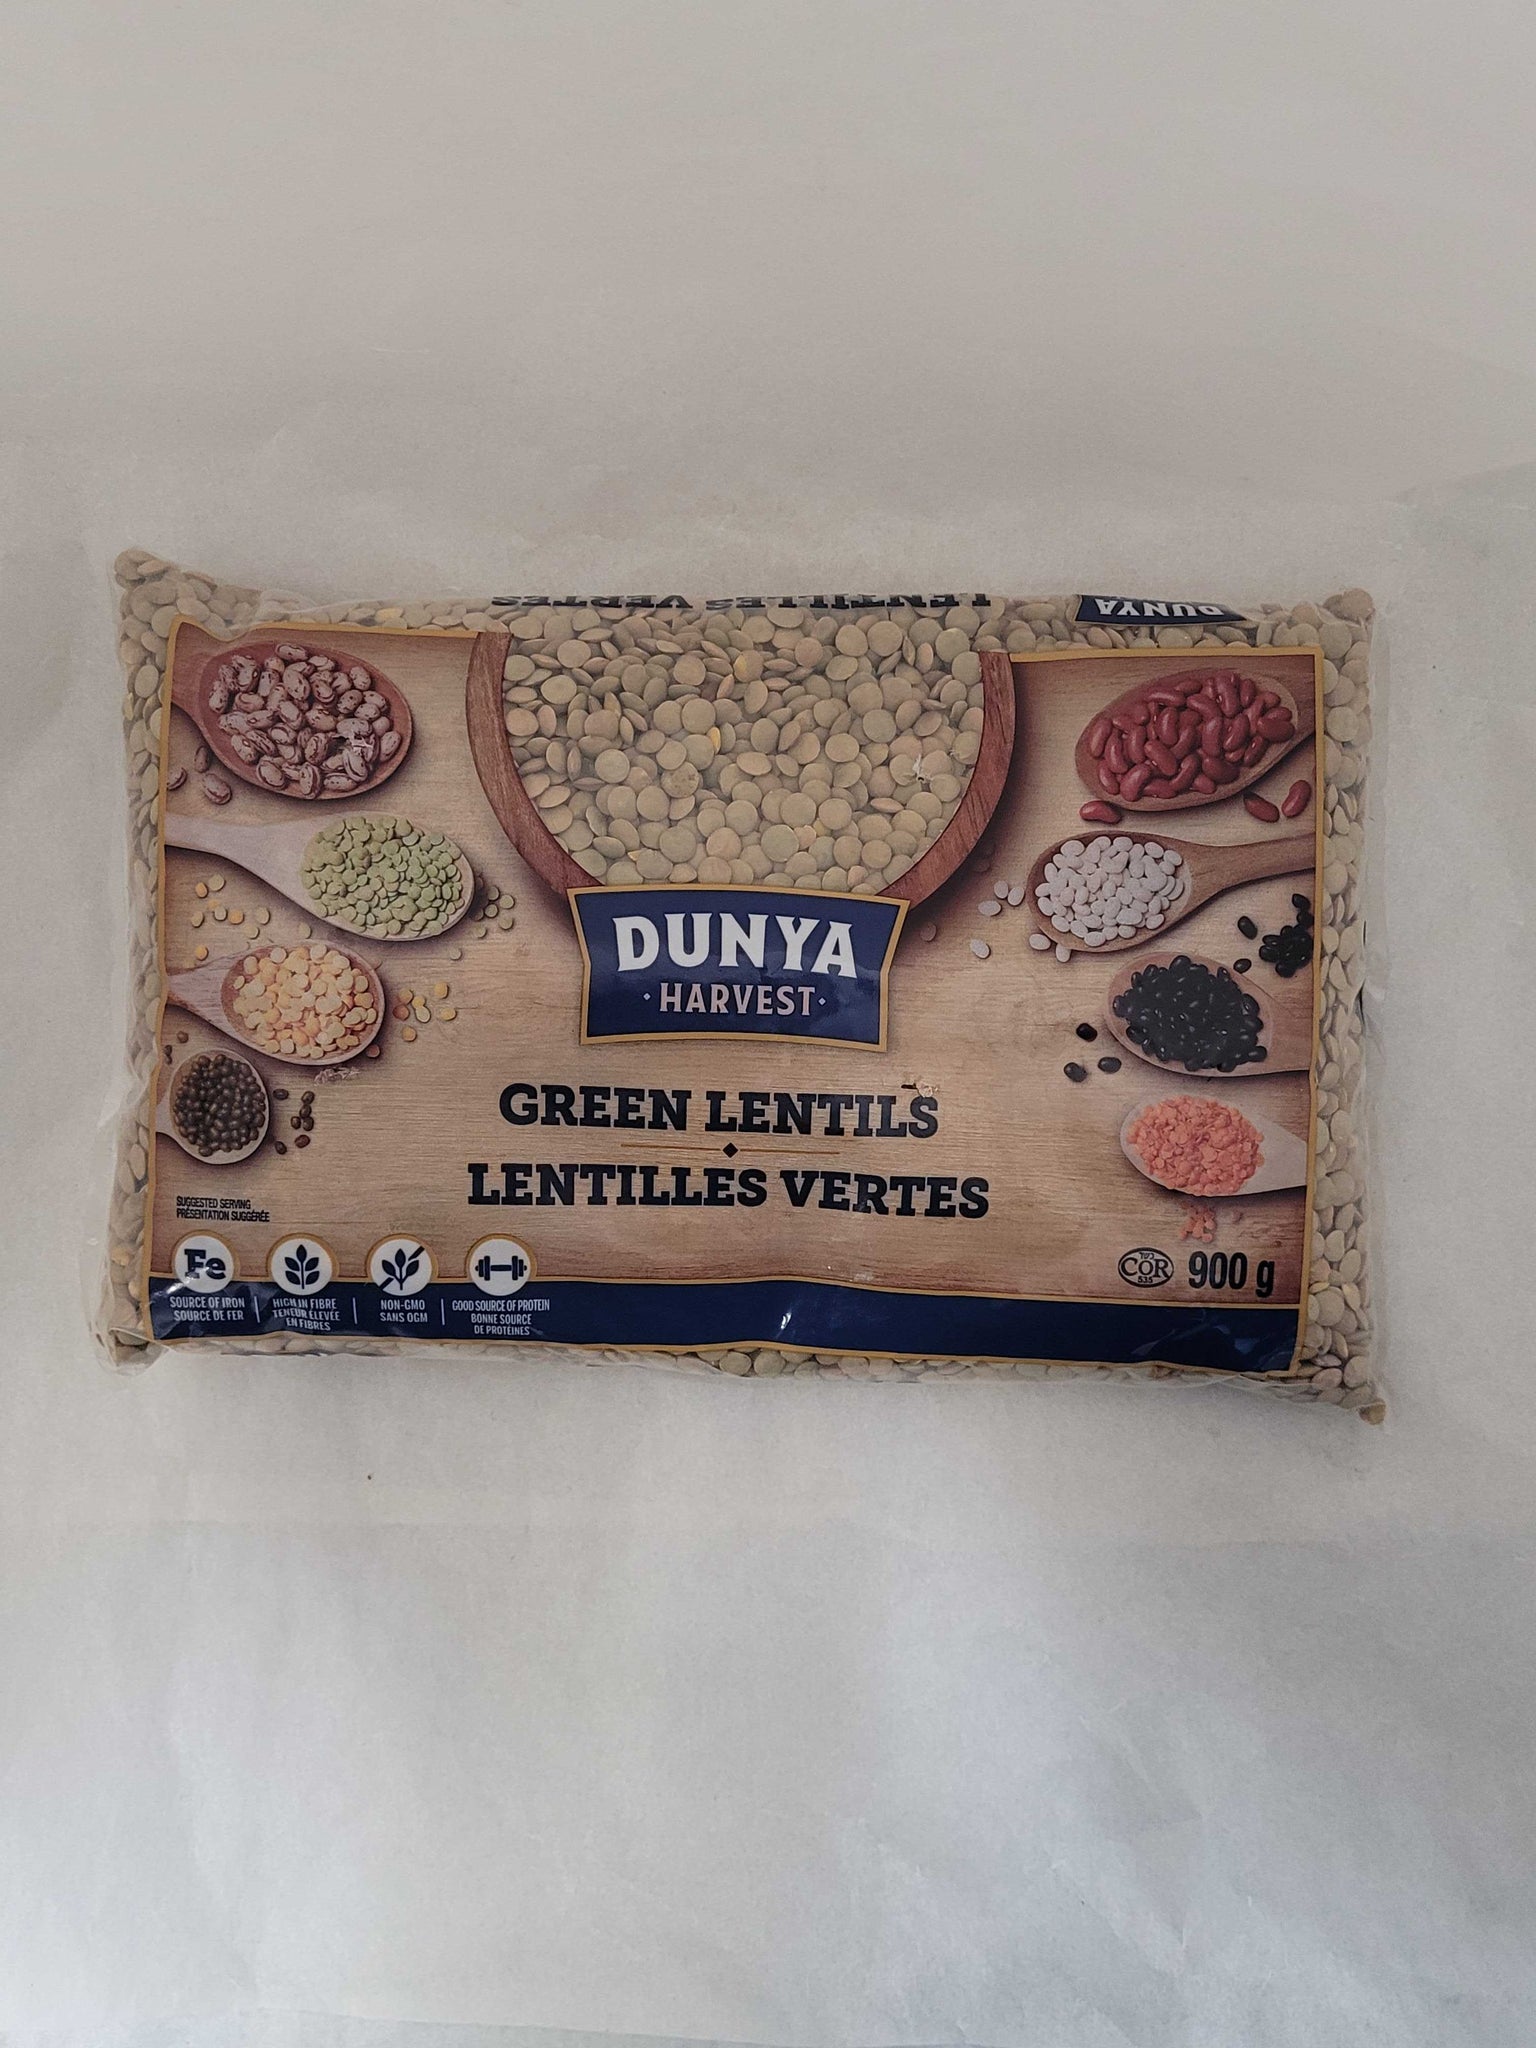 LENTILLES VERTES
DUNYA
DUNYA
·HARVEST·
GREEN LENTILS
LENTILLES VERTES
SUGGESTED SERVING
PRÉSENTATION SUGGÉRÉE
Fe
SOURCE OF IRON
SOURCE DE FER
HIGH IN FIBRE
TENEUR ÉLEVÉE
EN FIBRES
NON-GMO
SANS OGM
GOOD SOURCE OF PROTEIN
BONNE SOURCE
DE PROTÉINES
כשר
COR
535
900 g